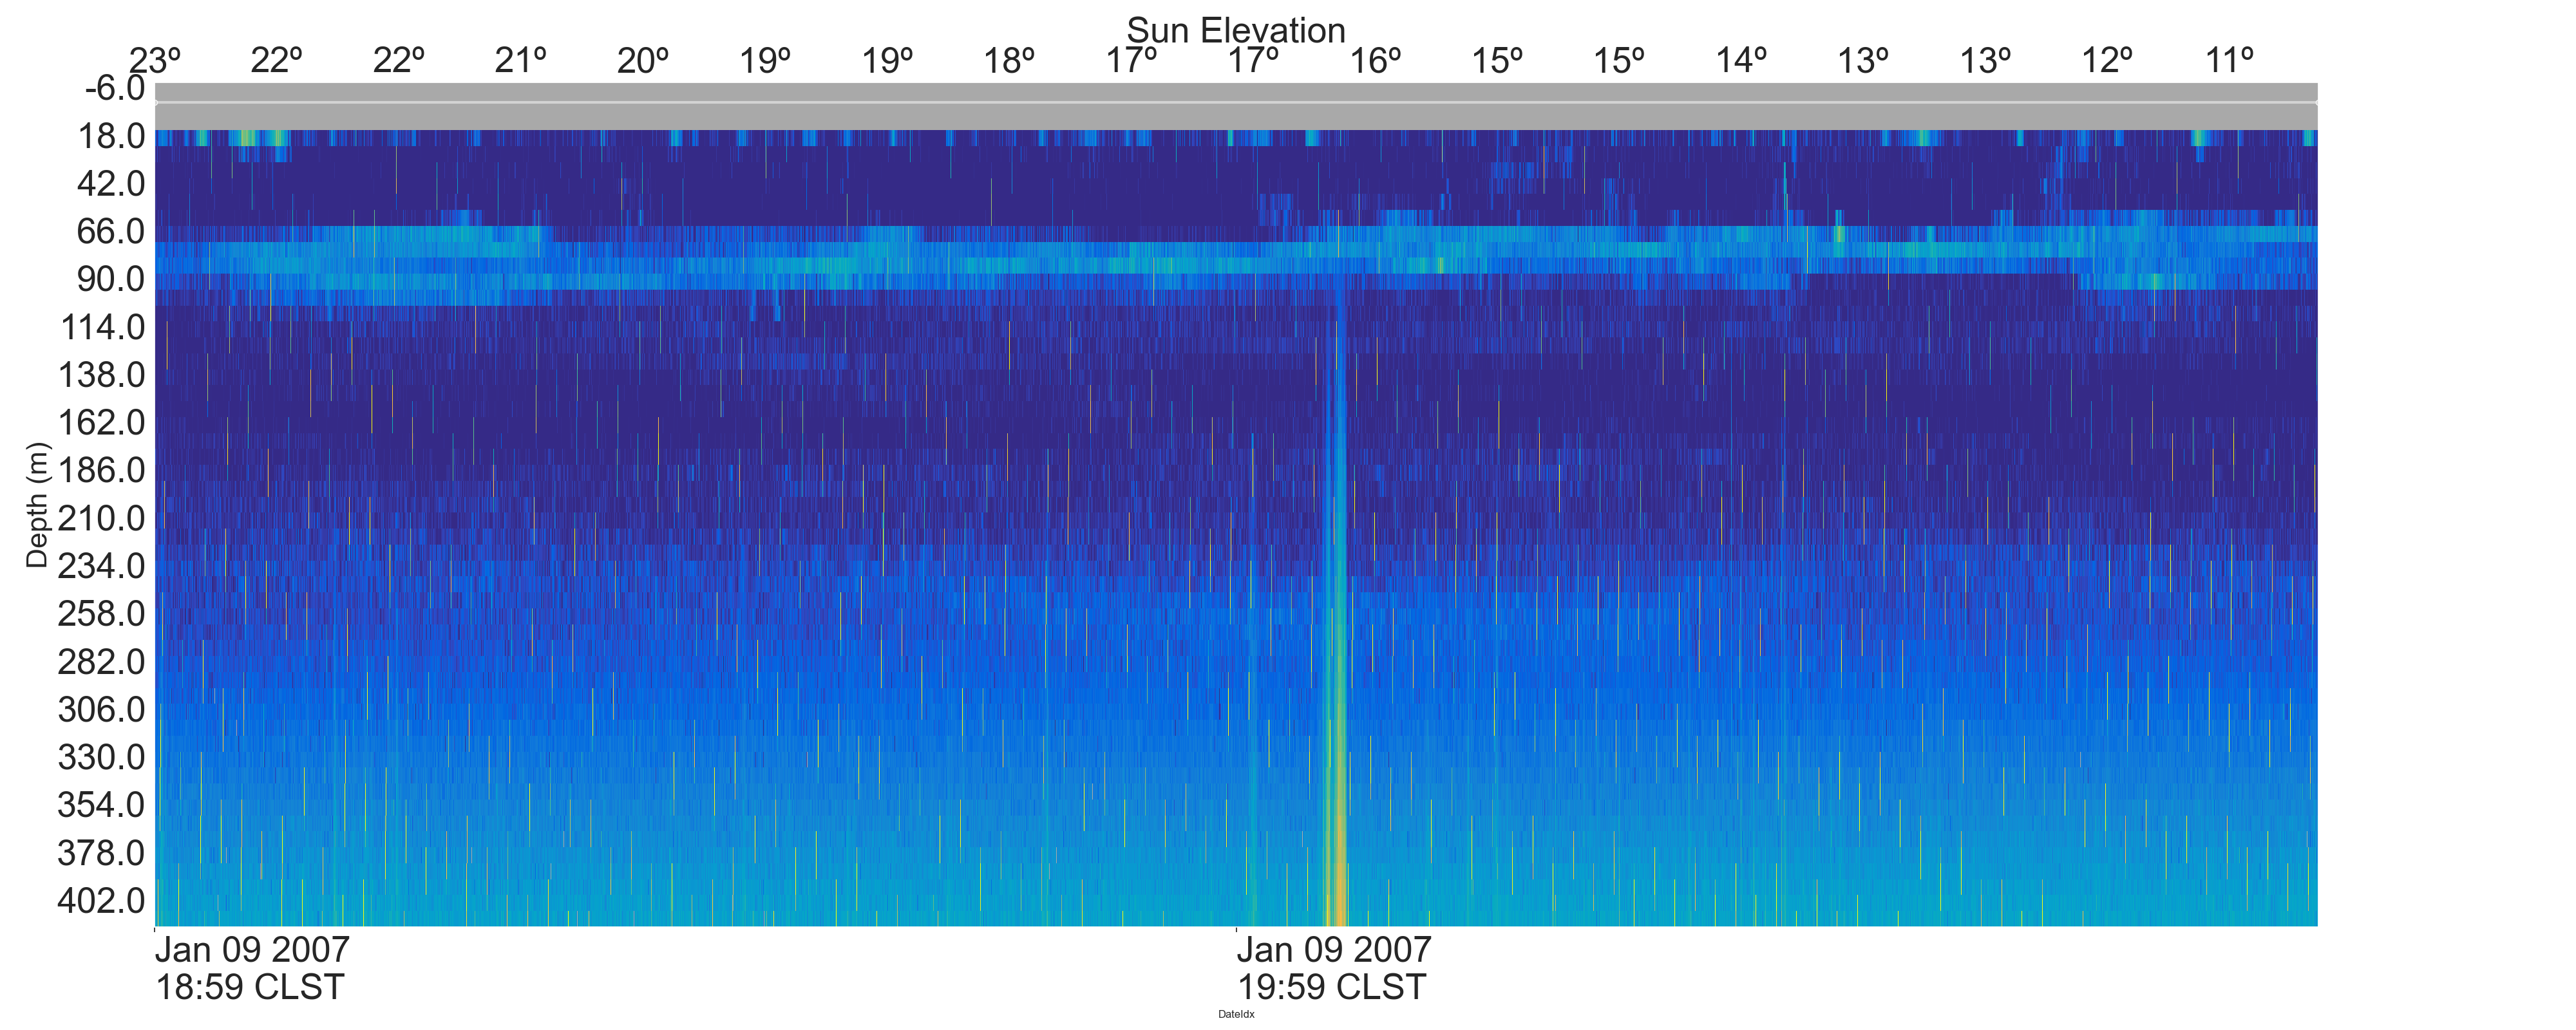 Sun Elevation
23º 22º 22º 21º 20º 19º 19º 18º 17º 17º 16º 15º 15º 14º 13º 13º 12º 11º
-6.0
18.0
42.0
66.0
90.0
114.0
138.0
162.0
186.0
210.0
234.0
258.0
282.0
306.0
330.0
354.0
378.0
402.0
Depth (m)
Jan 09 2007
18:59 CLST
Jan 09 2007
19:59 CLST
DateIdx